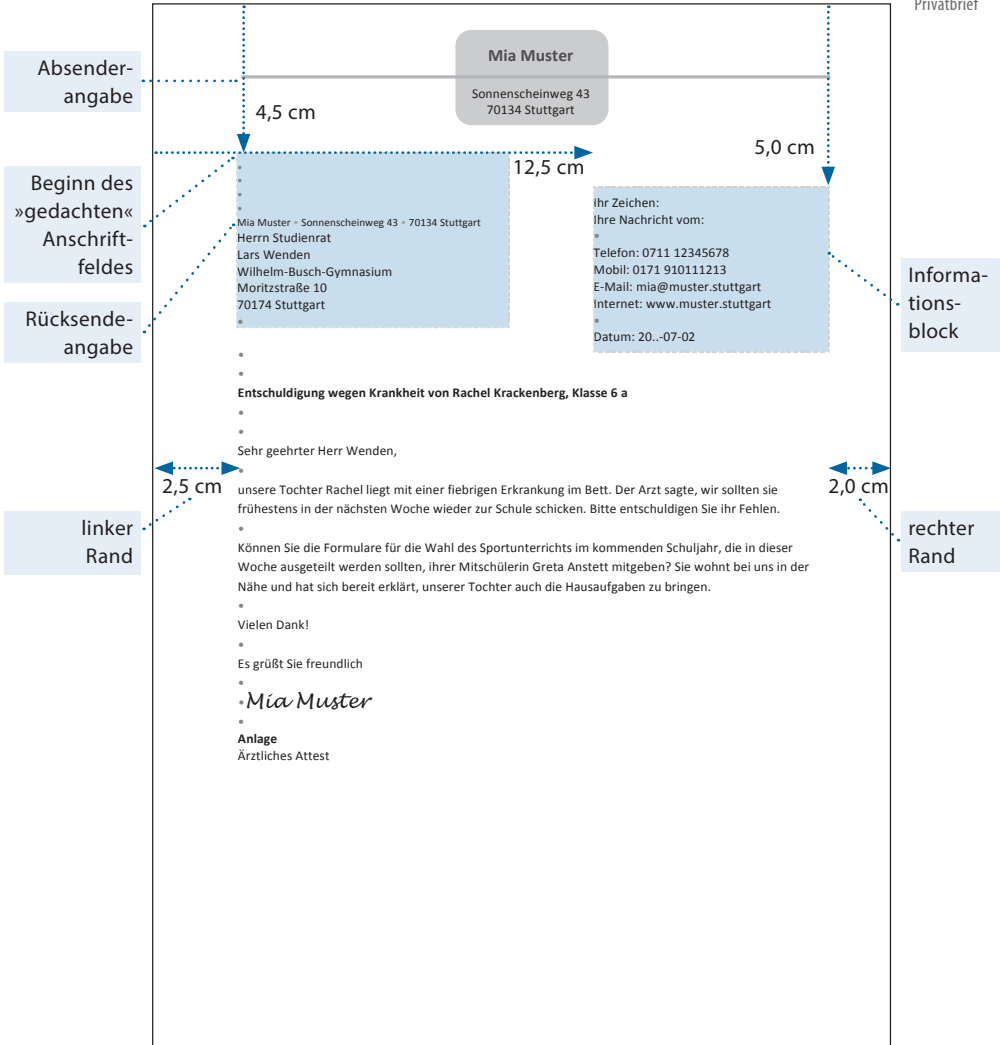 Privatbrief
Mia Muster
Sonnenscheinweg 43
70134 Stuttgart
Absender-
angabe
4,5 cm
5,0 cm
12,5 cm
Beginn des
»gedachten«
Anschrift-
feldes
Rücksende-
angabe
Mia Muster • Sonnenscheinweg 43 • 70134 Stuttgart
Herrn Studienrat
Lars Wenden
Wilhelm-Busch-Gymnasium
Moritzstraße 10
70174 Stuttgart
Ihr Zeichen:
Ihre Nachricht vom:
Telefon: 0711 12345678
Mobil: 0171 910111213
E-Mail: mia@muster.stuttgart
Internet: www.muster.stuttgart
Datum: 20..-07-02
Informa-
tions-
block
Entschuldigung wegen Krankheit von Rachel Krackenberg, Klasse 6 a
Sehr geehrter Herr Wenden,
2,5 cm
2,0 cm
linker
Rand
rechter
Rand
unsere Tochter Rachel liegt mit einer fiebrigen Erkrankung im Bett. Der Arzt sagte, wir sollten sie
frühestens in der nächsten Woche wieder zur Schule schicken. Bitte entschuldigen Sie ihr Fehlen.
Können Sie die Formulare für die Wahl des Sportunterrichts im kommenden Schuljahr, die in dieser
Woche ausgeteilt werden sollten, ihrer Mitschülerin Greta Anstett mitgeben? Sie wohnt bei uns in der
Nähe und hat sich bereit erklärt, unserer Tochter auch die Hausaufgaben zu bringen.
Vielen Dank!
Es grüßt Sie freundlich
Mia Muster
Anlage
Ärztliches Attest